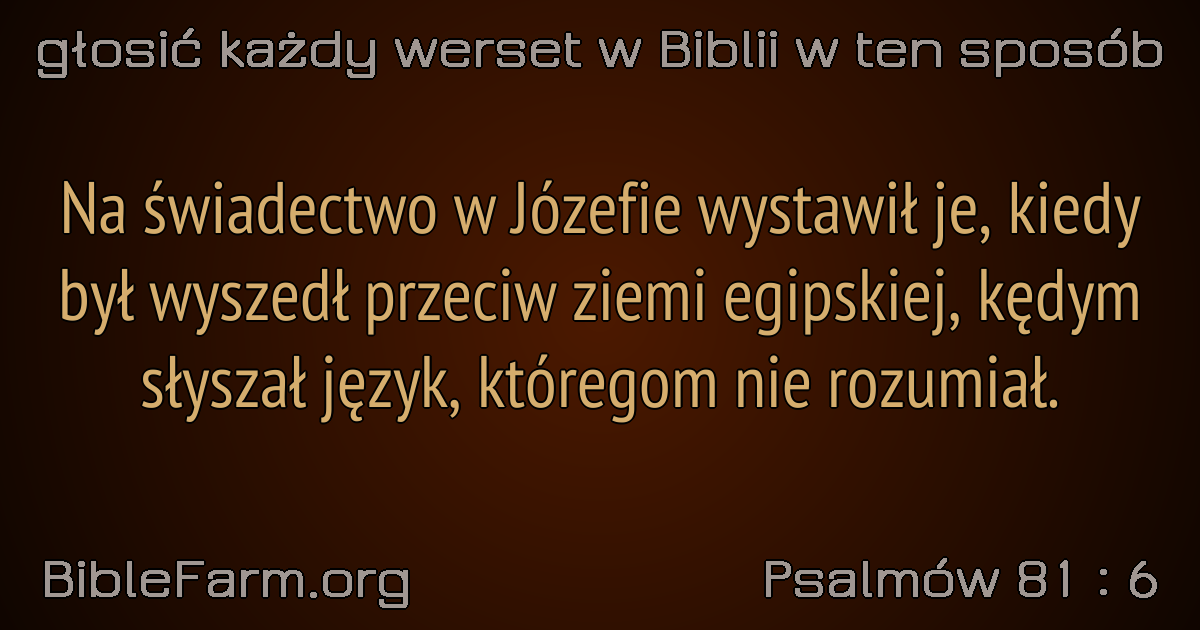 głosić każdy werset w Biblii w ten sposób
Na świadectwo w Józefie wystawił je, kiedy
był wyszedł przeciw ziemi egipskiej, kędym
słyszał język, któregom nie rozumiał.
BibleFarm.org
Psalmów 81 : 6